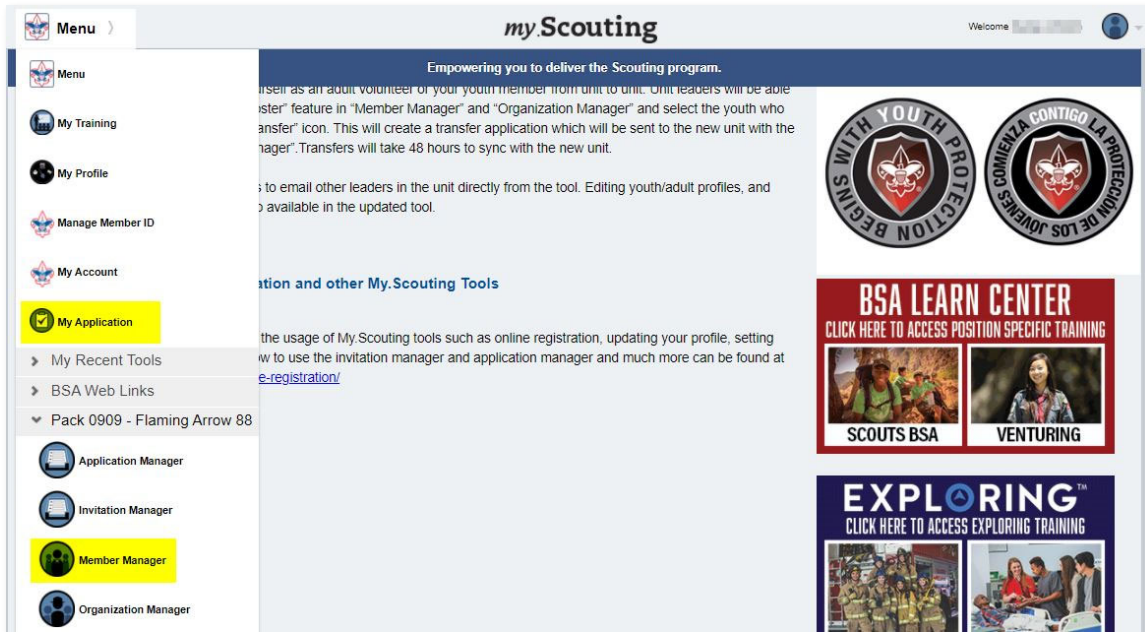 Menu
my.Scouting
Welcome
Empowering you to deliver the Scouting program.
Menu
My Training
My Profile
Manage Member ID
My Account
My Application
My Recent Tools
BSA Web Links
Pack 0909 - Flaming Arrow 88
Application Manager
Invitation Manager
Member Manager
Organization Manager
as an adult volunteer or your youth member from unit to unit. Unit leaders will be able
feature in “Member Manager” and “Organization Manager” and select the youth who
icon. This will create a transfer application which will be sent to the new unit with the
Transfers will take 48 hours to sync with the new unit.
to email other leaders in the unit directly from the tool. Editing youth/adult profiles, and
available in the updated tool.
and other My.Scouting Tools
the usage of My.Scouting tools such as online registration, updating your profile, setting
to use the invitation manager and application manager and much more can be found at
e-registration/
YOUTH PROTECTION BEGINS WITH YOU
LA PROTECCIÓN DE LOS JÓVENES COMIENZA CONTIGO
BSA LEARN CENTER
CLICK HERE TO ACCESS POSITION SPECIFIC TRAINING
SCOUTS BSA
VENTURING
EXPLORING™
CLICK HERE TO ACCESS EXPLORING TRAINING